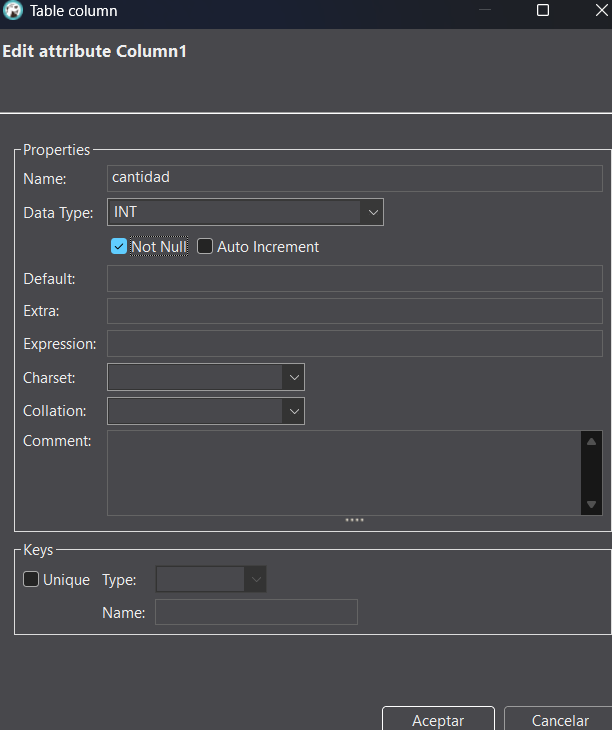 Table column
Edit attribute Column1
Properties
Name: cantidad
Data Type: INT
Not Null Auto Increment
Default:
Extra:
Expression:
Charset:
Collation:
Comment:
Keys
Unique Type:
Name:
Aceptar Cancelar